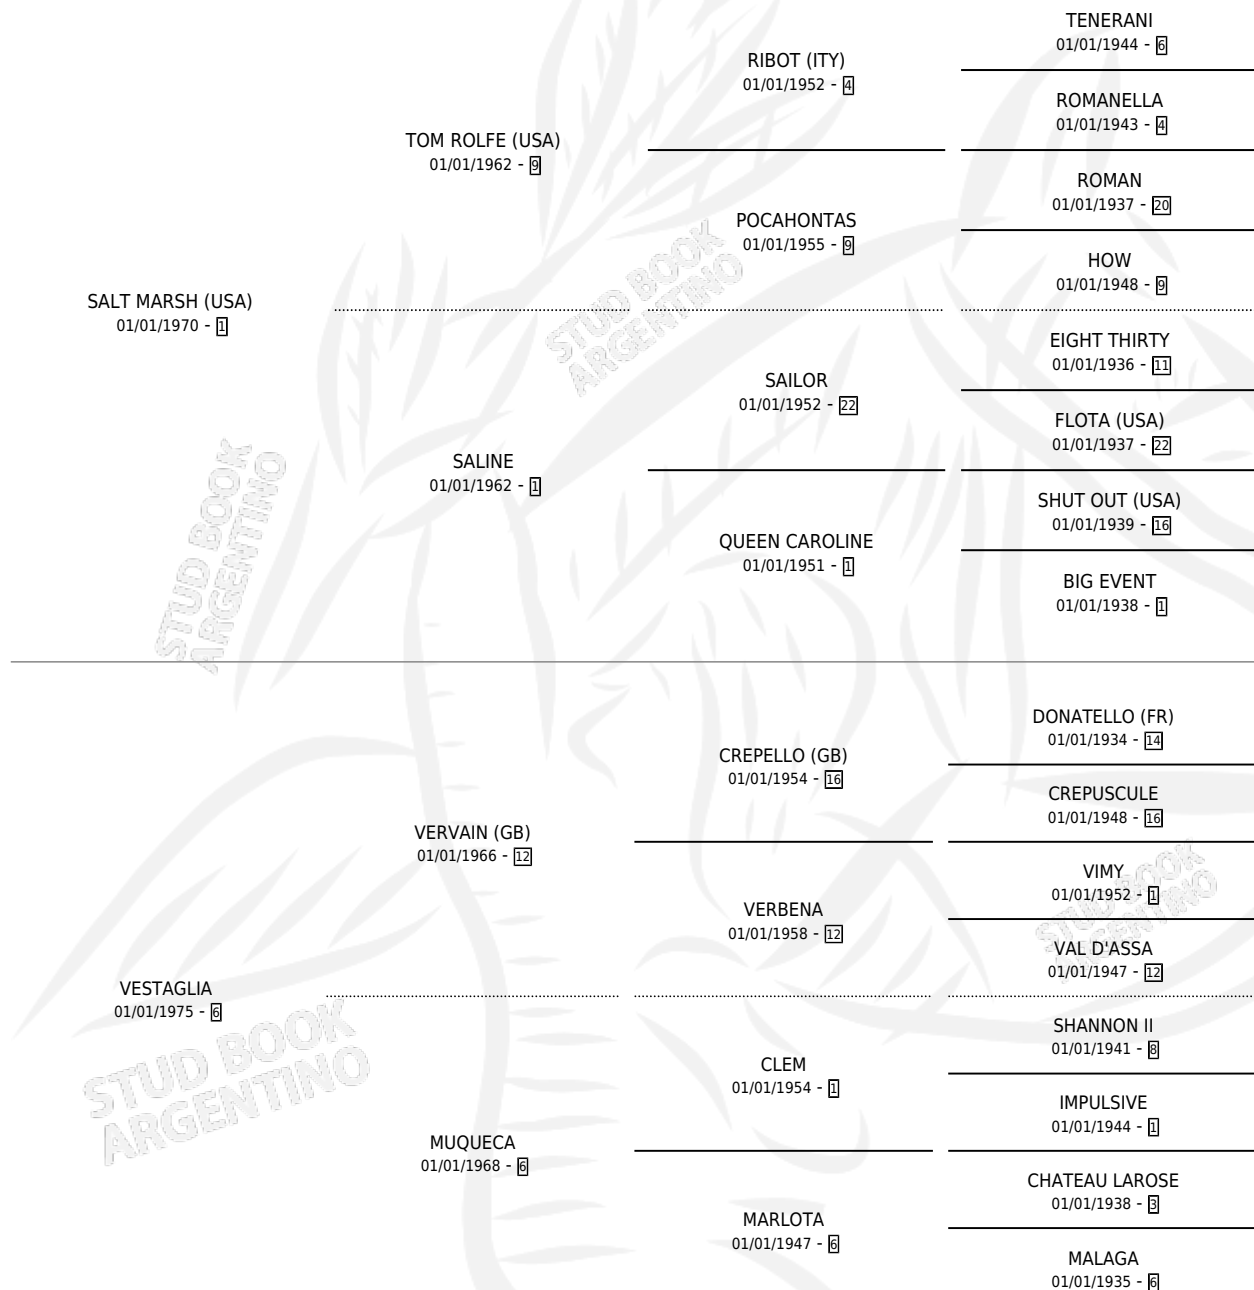 TENERANI
01/01/1944 - 6
RIBOT (ITY)
01/01/1952 - 4
ROMANELLA
01/01/1943 - 4
TOM ROLFE (USA)
01/01/1962 - 9
ROMAN
01/01/1937 - 20
POCAHONTAS
01/01/1955 - 9
HOW
01/01/1948 - 9
SALT MARSH (USA)
01/01/1970 - 1
STUD BOOK
ARGENTINO
EIGHT THIRTY
01/01/1936 - 11
SAILOR
01/01/1952 - 22
FLOTA (USA)
01/01/1937 - 22
SALINE
01/01/1962 - 1
SHUT OUT (USA)
01/01/1939 - 16
QUEEN CAROLINE
01/01/1951 - 1
BIG EVENT
01/01/1938 - 1
STUD BOOK
ARGENTINO
DONATELLO (FR)
01/01/1934 - 14
CREPELLO (GB)
01/01/1954 - 16
CREPUSCULE
01/01/1948 - 16
VERVAIN (GB)
01/01/1966 - 12
VIMY
01/01/1952 - 1
VERBENA
01/01/1958 - 12
STUD BOOK
ARGENTINO
VAL D'ASSA
01/01/1947 - 12
VESTAGLIA
01/01/1975 - 6
STUD BOOK
ARGENTINO
SHANNON II
01/01/1941 - 8
CLEM
01/01/1954 - 1
IMPULSIVE
01/01/1944 - 1
MUQUECA
01/01/1968 - 6
CHATEAU LAROSE
01/01/1938 - 3
MARLOTA
01/01/1947 - 6
MALAGA
01/01/1935 - 6